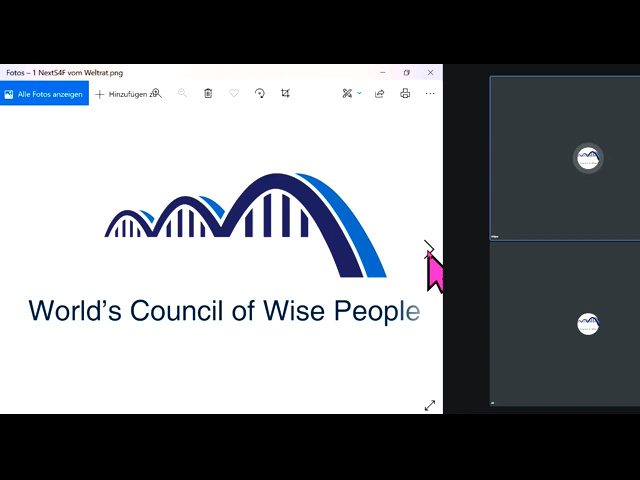 Fotos – 1 NextS4F vom Weltrat.png
Alle Fotos anzeigen
Hinzufügen zu
World's Council of Wise People